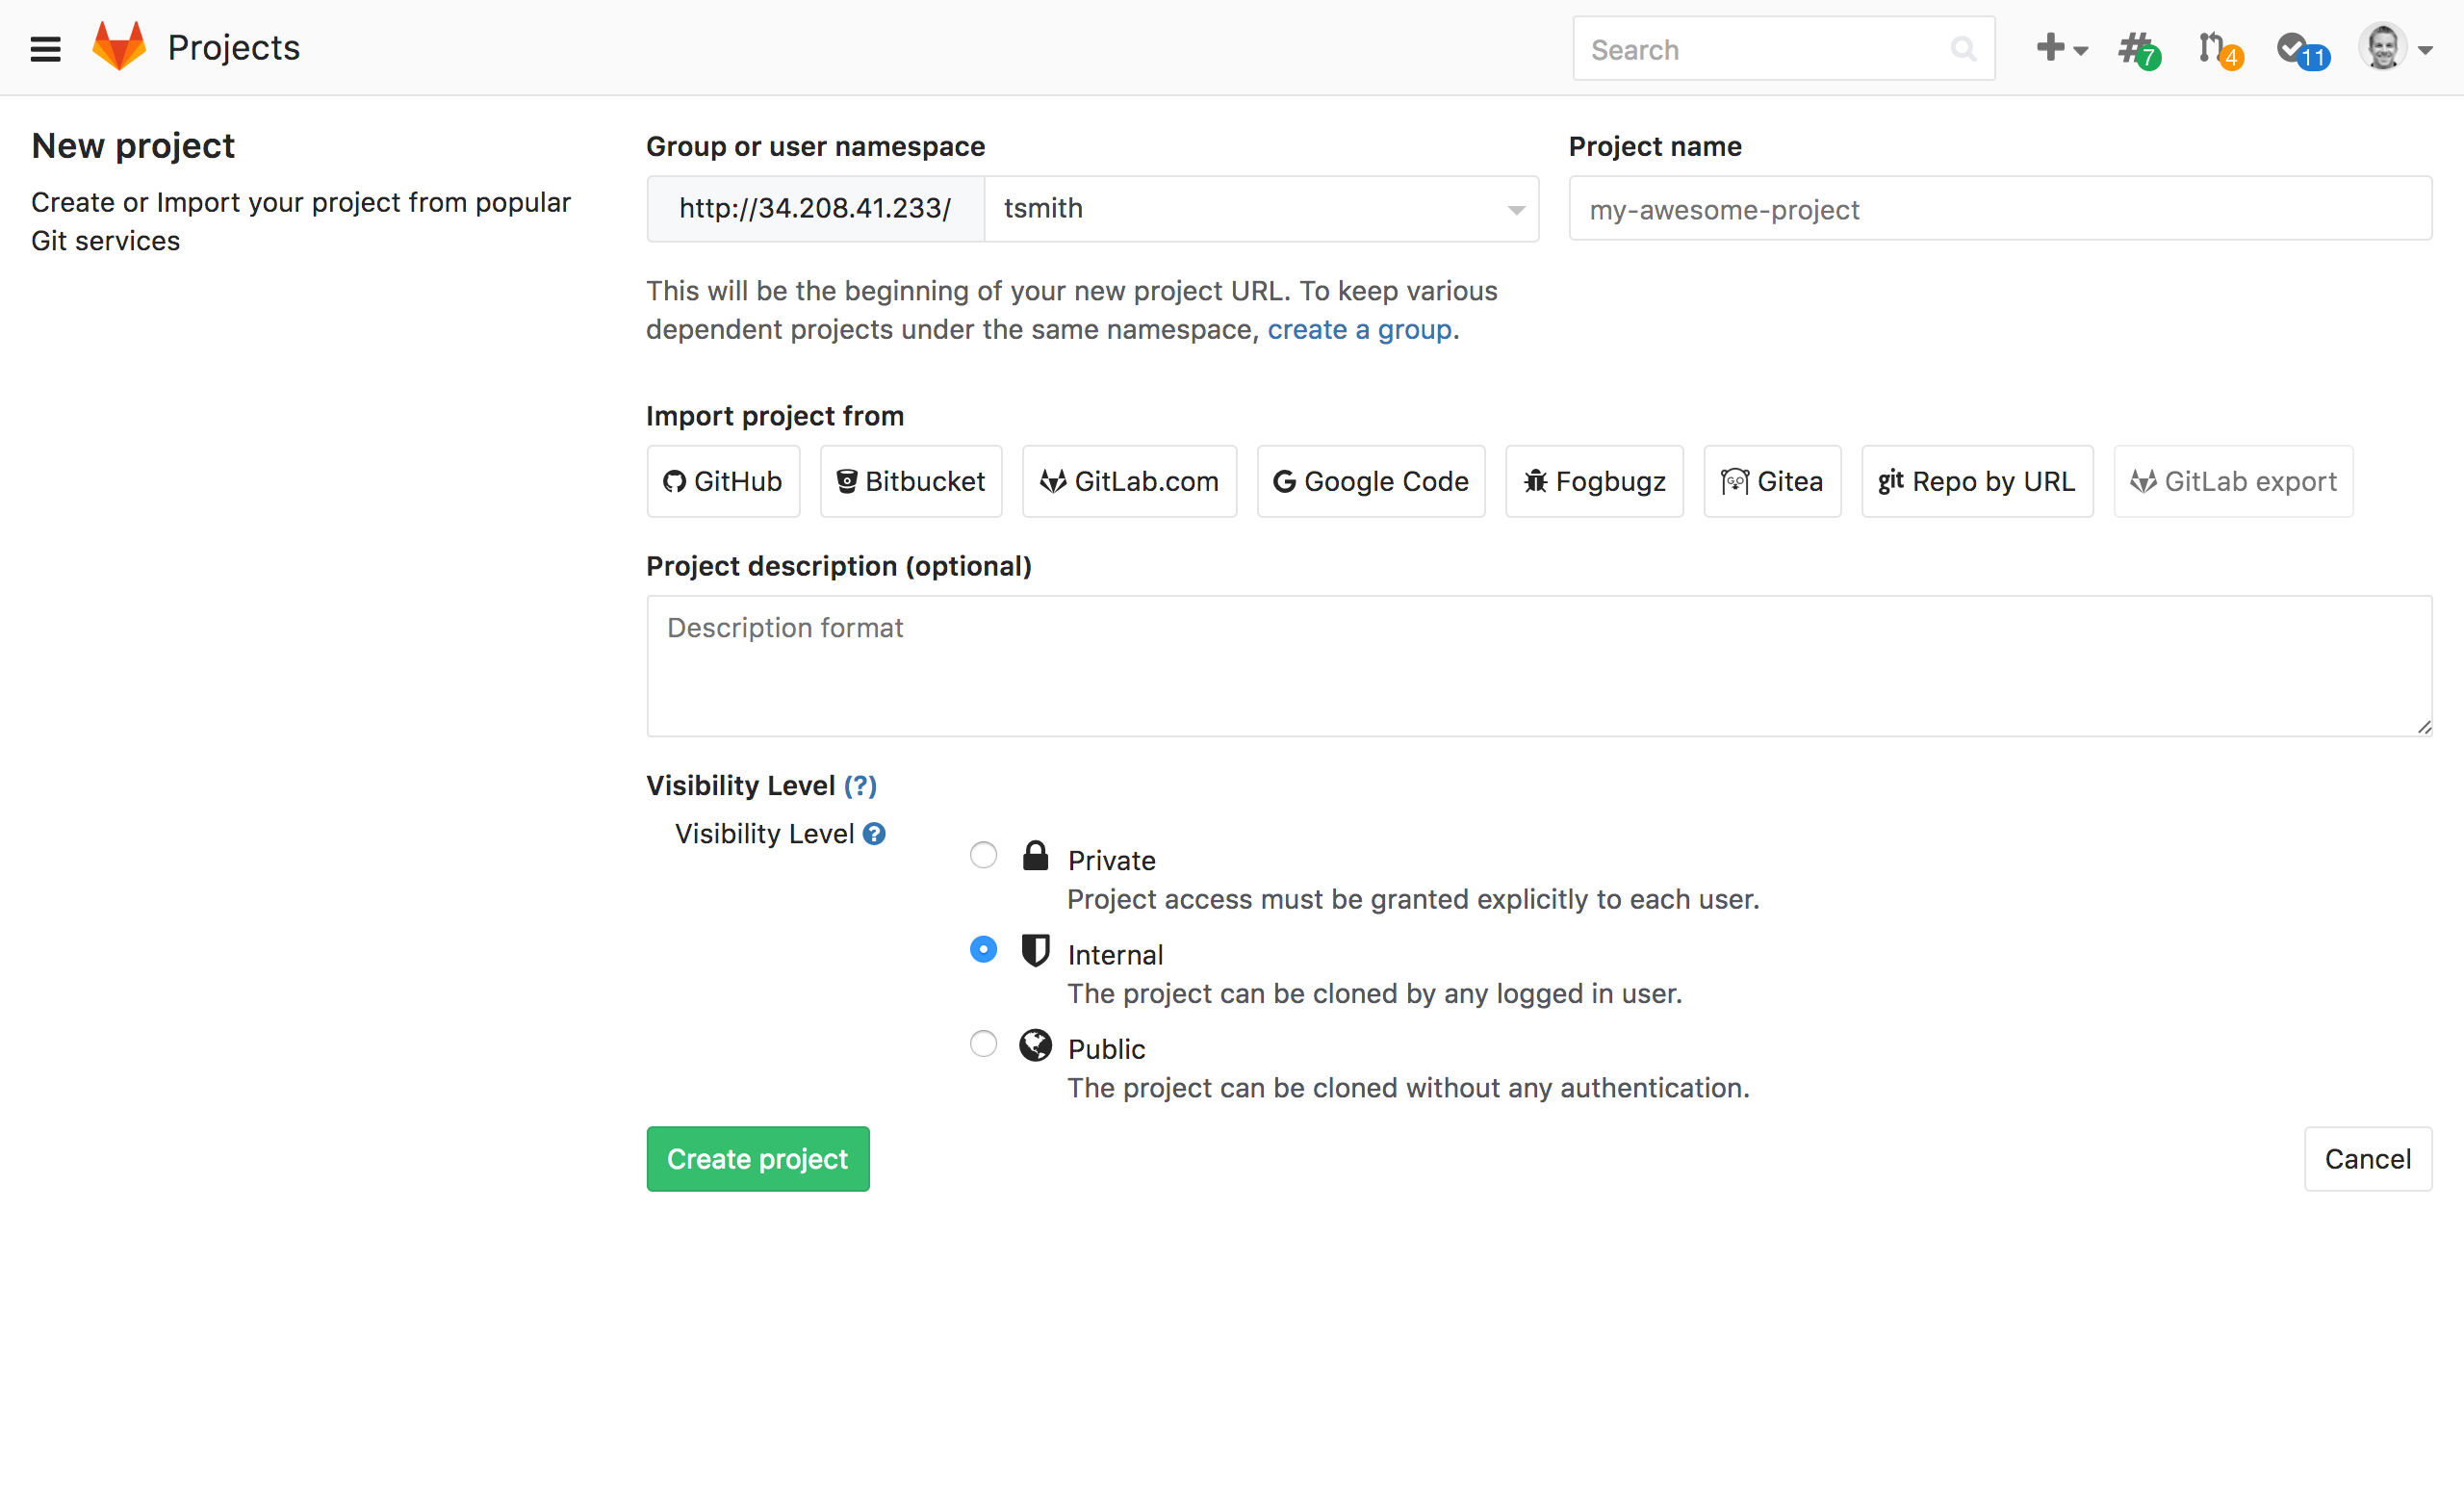 Projects
Search
7
4
11
New project
Create or Import your project from popular
Git services
Group or user namespace
http://34.208.41.233/
tsmith
Project name
my-awesome-project
This will be the beginning of your new project URL. To keep various
dependent projects under the same namespace, create a group.
Import project from
GitHub
Bitbucket
GitLab.com
Google Code
Fogbugz
GO Gitea
git Repo by URL
GitLab export
Project description (optional)
Description format
Visibility Level (?)
Visibility Level ?
Private
Project access must be granted explicitly to each user.
Internal
The project can be cloned by any logged in user.
Public
The project can be cloned without any authentication.
Create project
Cancel